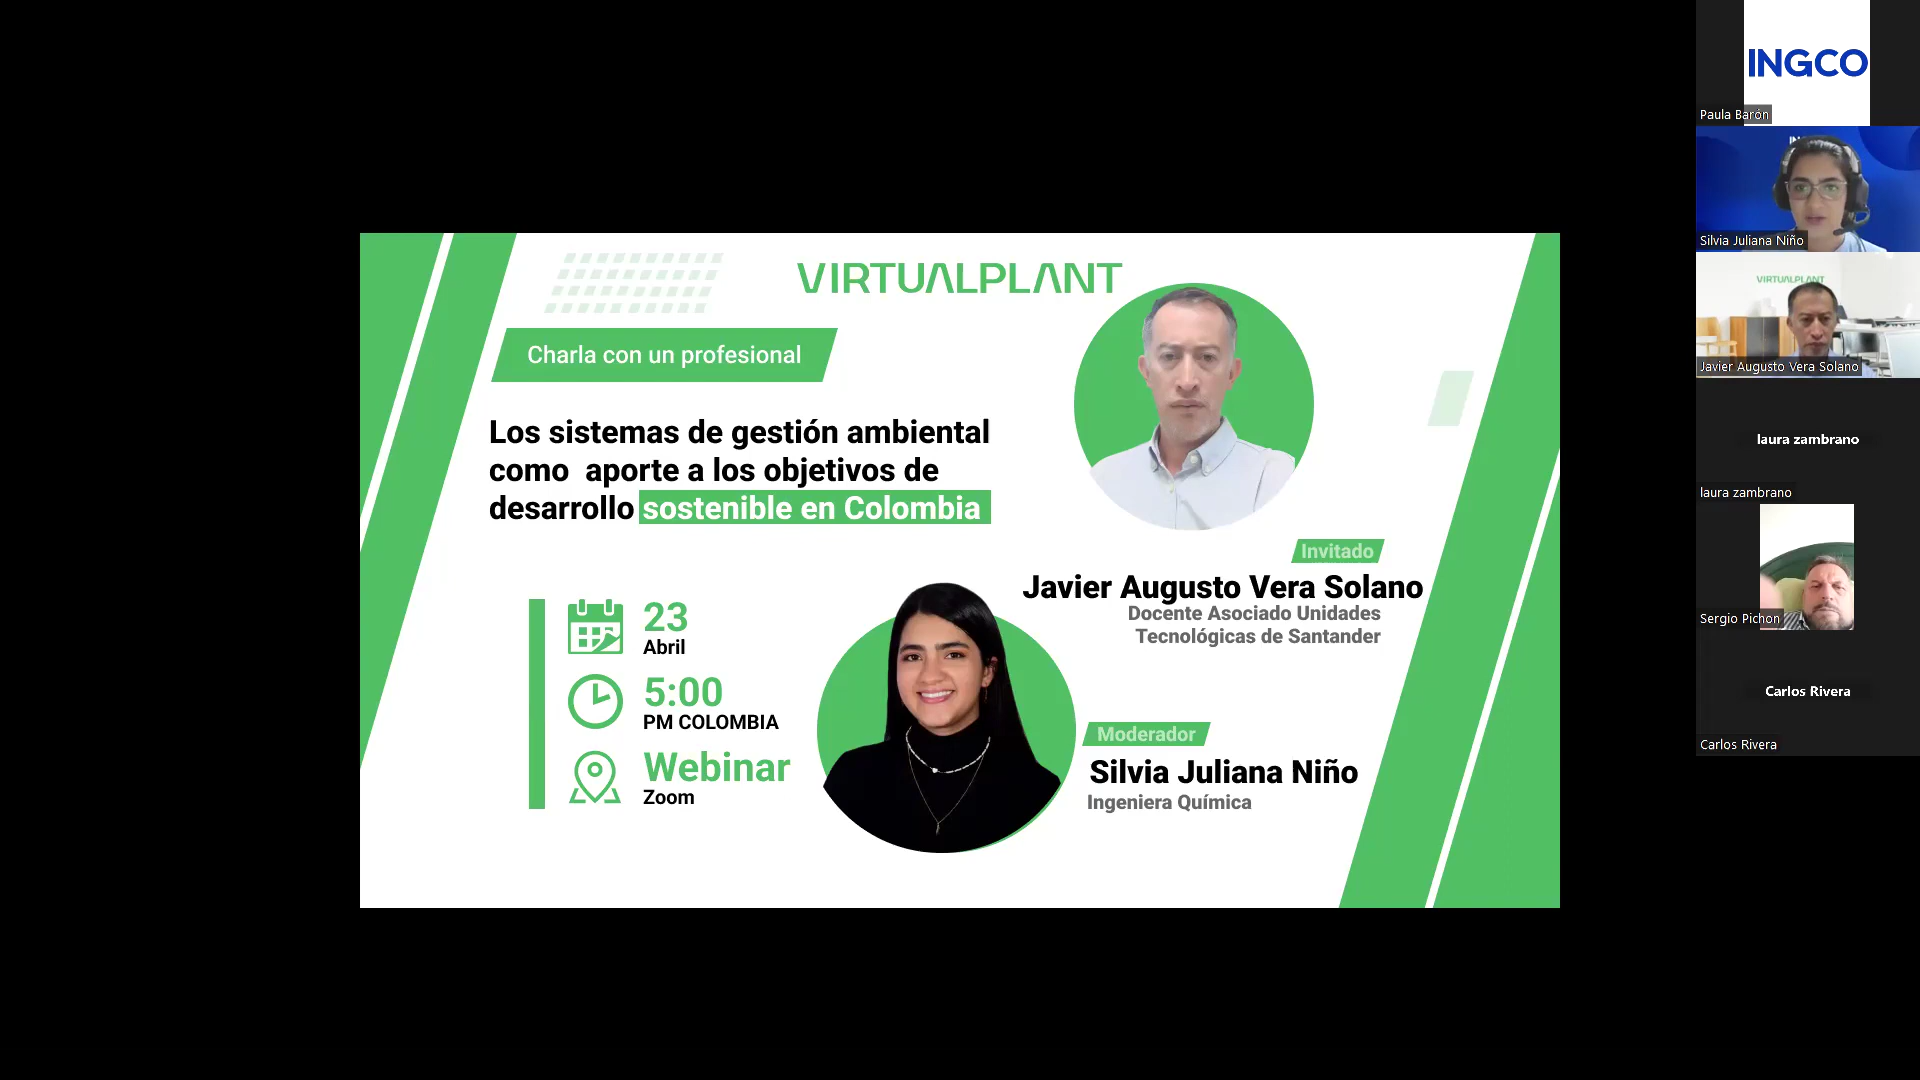 VIRTUALPLANT
Charla con un profesional
Los sistemas de gestión ambiental
como aporte a los objetivos de
desarrollo sostenible en Colombia
23
Abril
5:00
PM COLOMBIA
Webinar
Zoom
Invitado
Javier Augusto Vera Solano
Docente Asociado Unidades
Tecnológicas de Santander
Moderador
Silvia Juliana Niño
Ingeniera Química
INGCO
Paula Barón
IN
Silvia Juliana Niño
VIRTUALPLANT
Javier Augusto Vera Solano
laura zambrano
laura zambrano
Sergio Pichon
Carlos Rivera
Carlos Rivera